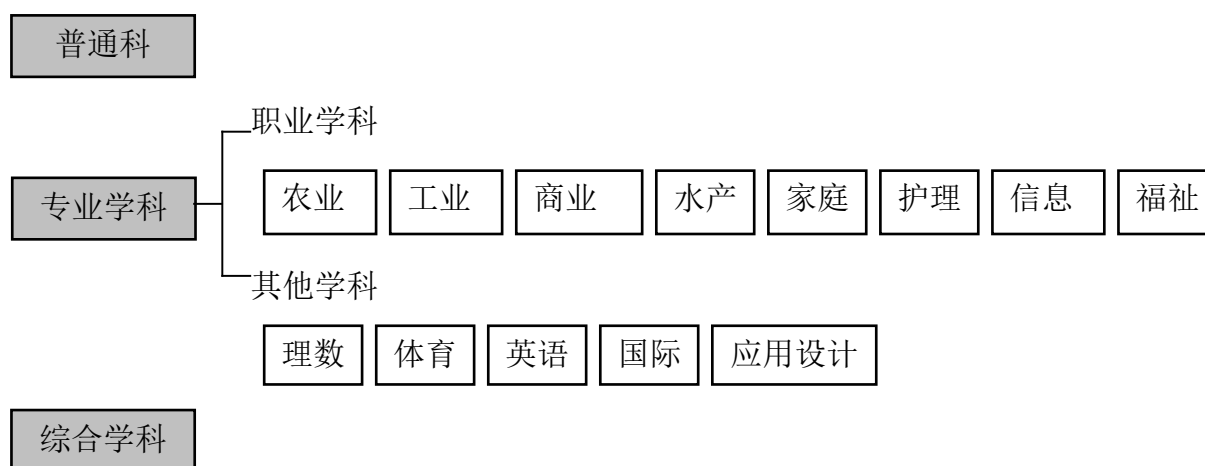 普通科
职业学科
专业学科
农业 工业 商业 水产 家庭 护理 信息 福祉
其他学科
理数 体育 英语 国际 应用设计
综合学科